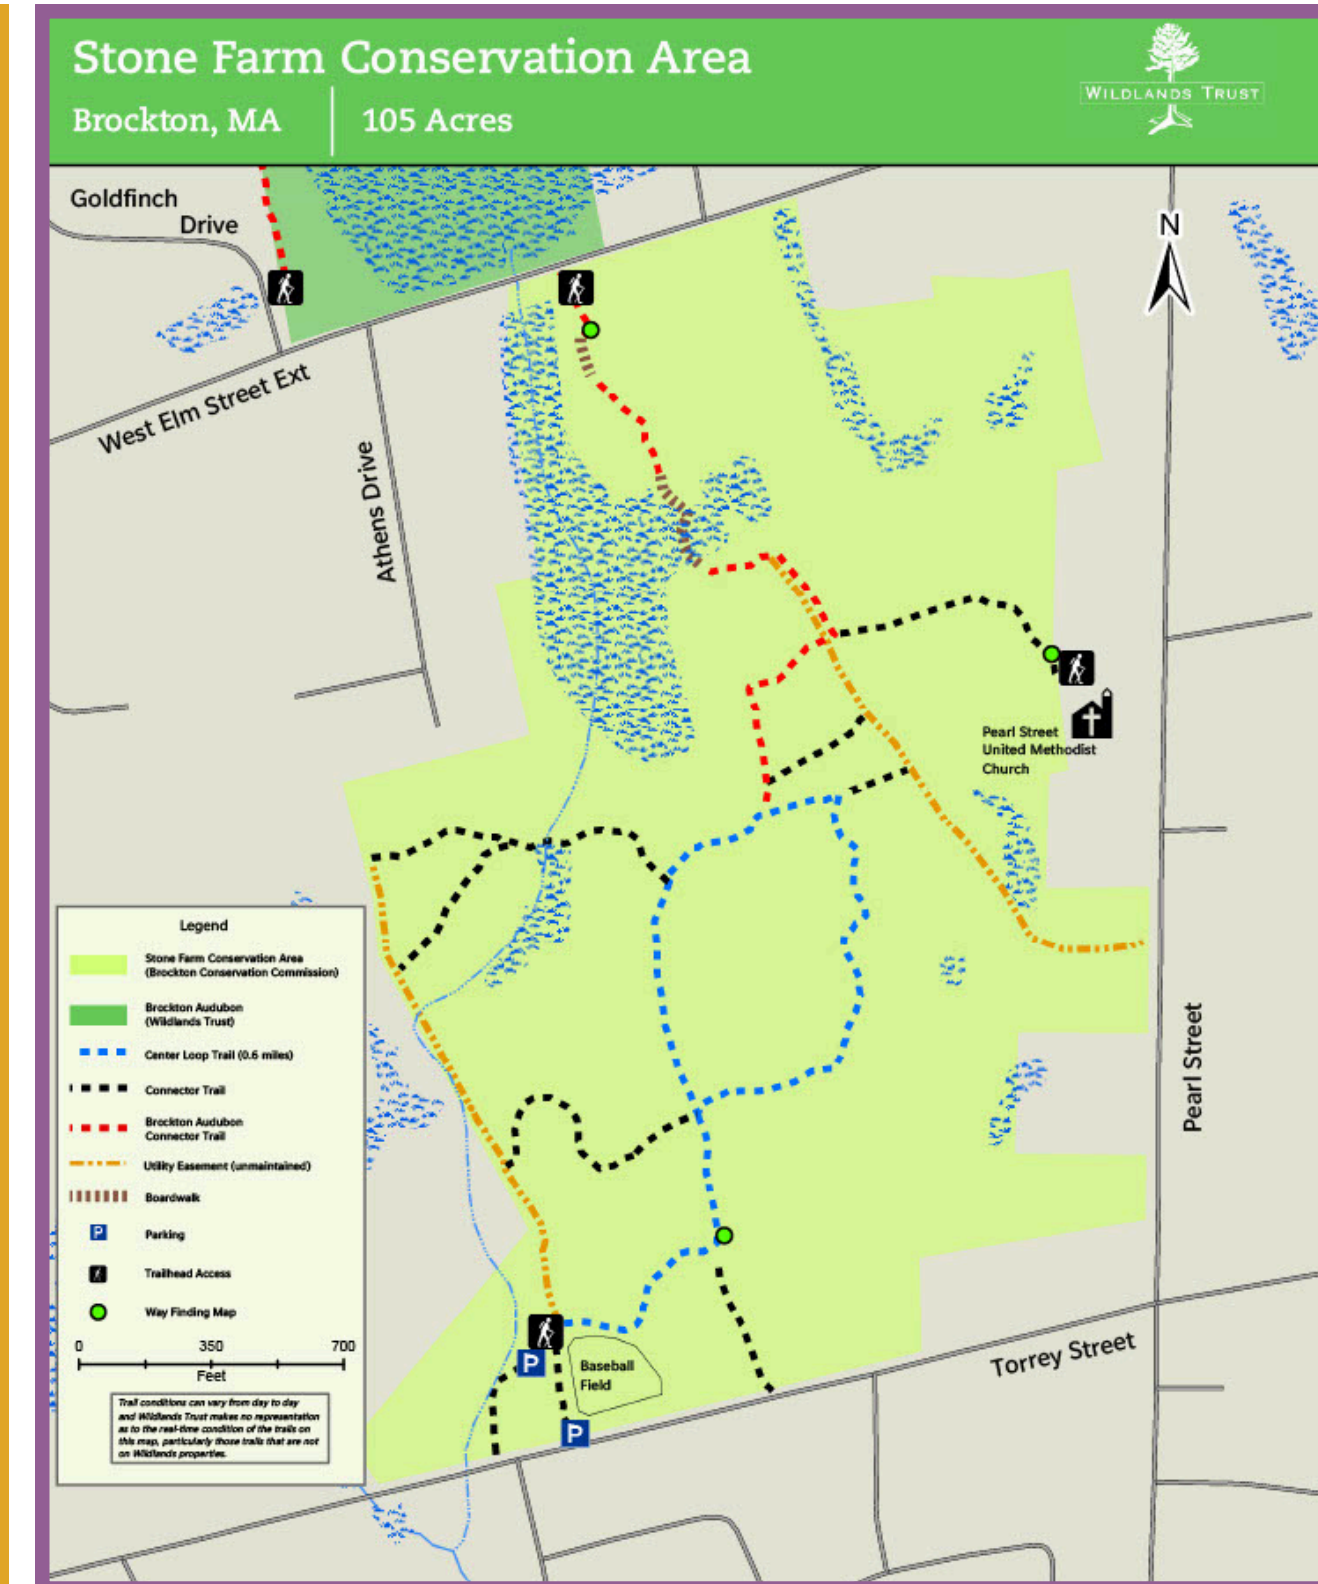 Stone Farm Conservation Area
Brockton, MA
105 Acres
WILDLANDS TRUST
Goldfinch
Drive
N
West Elm Street Ext
Athens Drive
Pearl Street
United Methodist
Church
Legend
Stone Farm Conservation Area
(Brockton Conservation Commission)
Brockton Audubon
(Wildlands Trust)
Center Loop Trail (0.6 miles)
Connector Trail
Brockton Audubon
Connector Trail
Utility Easement (unmaintained)
Boardwalk
P
Parking
Trailhead Access
Way Finding Map
0 350 700
Feet
Trail conditions can vary from day to day
and Wildlands Trust makes no representation
as to the real-time condition of the trails on
this map, particularly those trails that are not
on Wildlands properties.
Pearl Street
Torrey Street
Baseball
Field
P
P